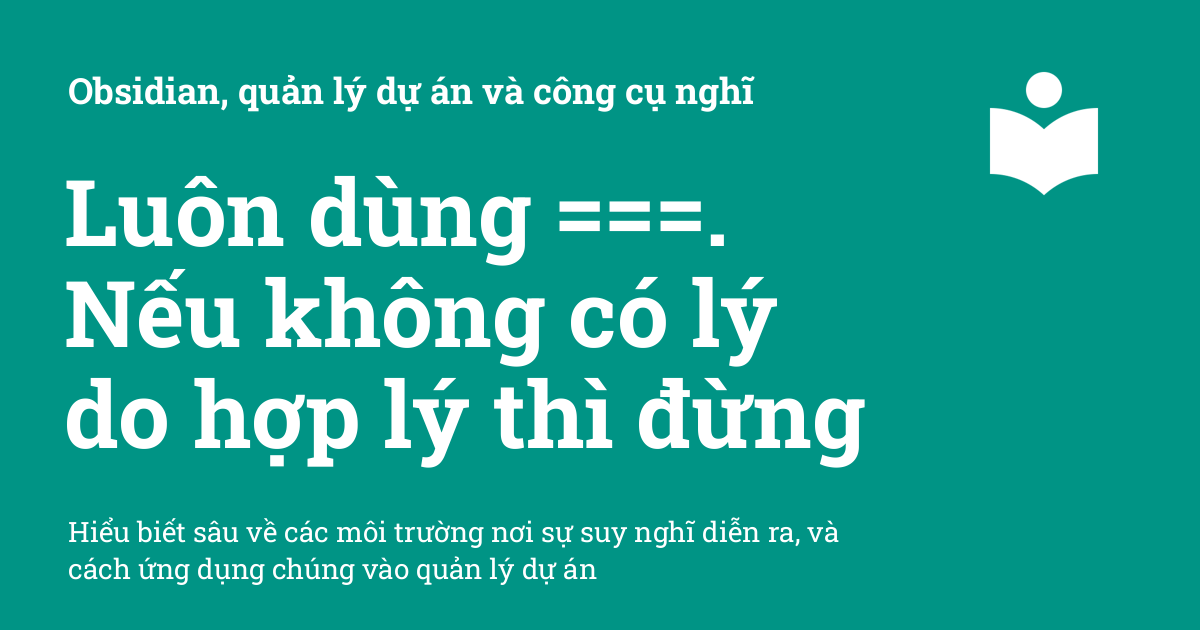 Obsidian, quản lý dự án và công cụ nghĩ
Luôn dùng ===.
Nếu không có lý
do hợp lý thì đừng
Hiểu biết sâu về các môi trường nơi sự suy nghĩ diễn ra, và
cách ứng dụng chúng vào quản lý dự án